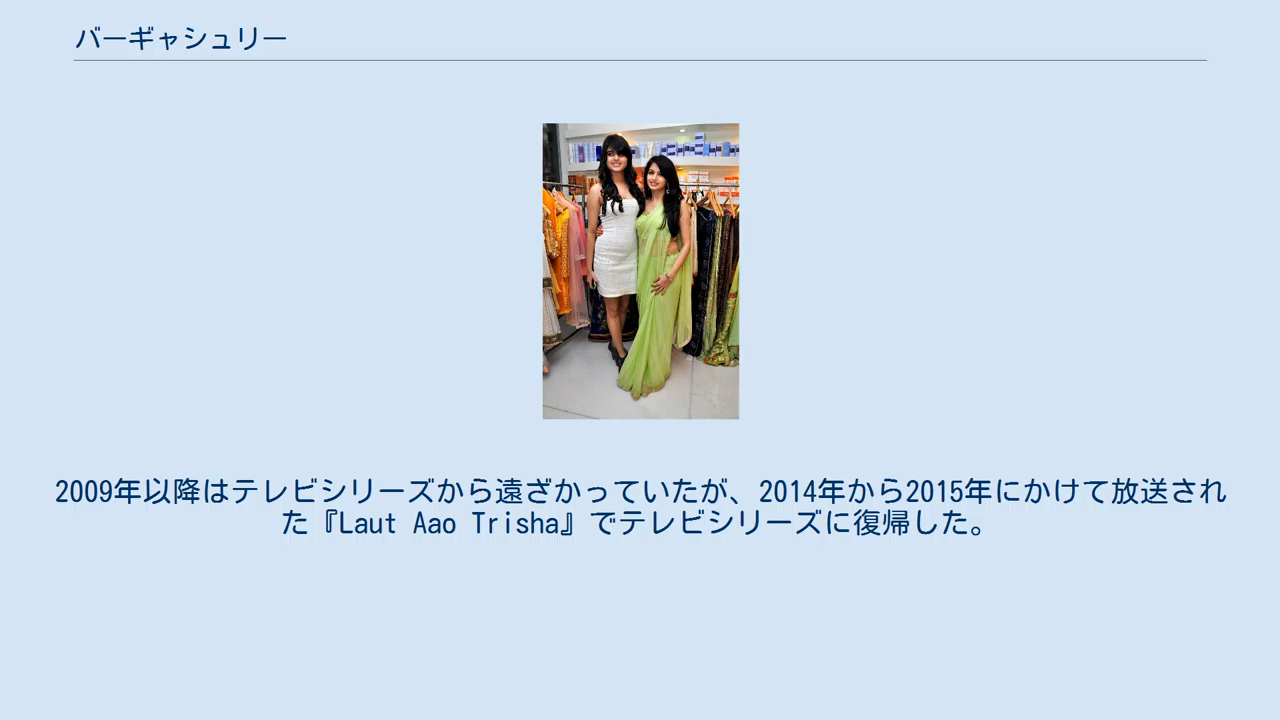 バーギャシュリー
2009年以降はテレビシリーズから遠ざかっていたが、2014年から2015年にかけて放送され
た『Laut Aao Trisha』でテレビシリーズに復帰した。